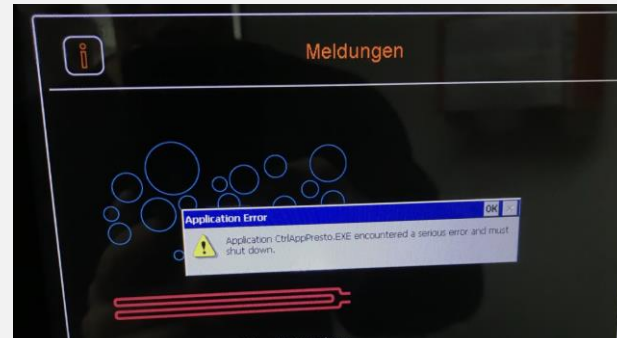 i
Meldungen
Application Error
OK
Application CtrlAppPresto.EXE encountered a serious error and must
shut down.